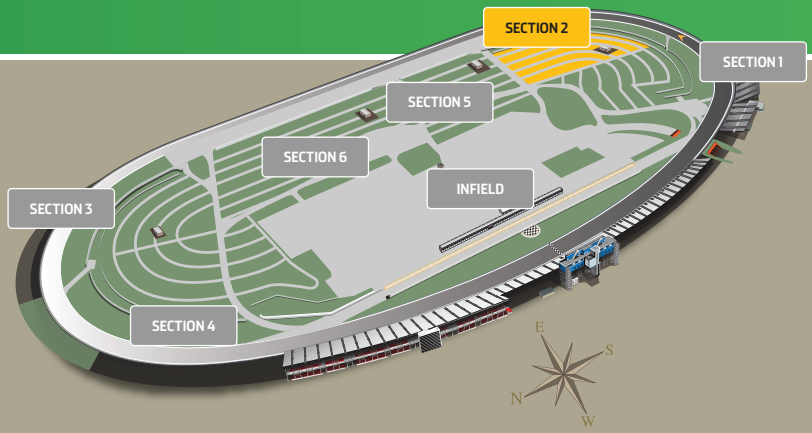 SECTION 2
SECTION 1
SECTION 5
SECTION 6
INFIELD
SECTION 3
SECTION 4
E
S
N
W